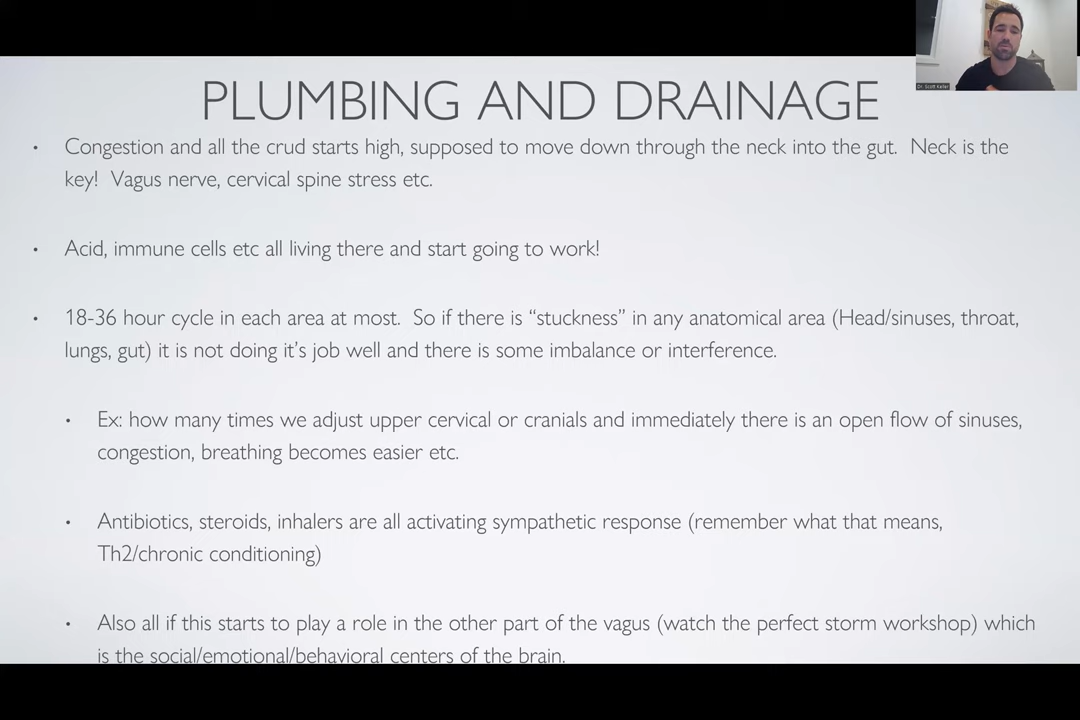 PLUMBING AND DRAINAGE
Dr. Scott Keller
• Congestion and all the crud starts high, supposed to move down through the neck into the gut. Neck is the
key! Vagus nerve, cervical spine stress etc.
• Acid, immune cells etc all living there and start going to work!
• 18-36 hour cycle in each area at most. So if there is “stuckness” in any anatomical area (Head/sinuses, throat,
lungs, gut) it is not doing it’s job well and there is some imbalance or interference.
• Ex: how many times we adjust upper cervical or cranials and immediately there is an open flow of sinuses,
congestion, breathing becomes easier etc.
• Antibiotics, steroids, inhalers are all activating sympathetic response (remember what that means,
Th2/chronic conditioning)
• Also all if this starts to play a role in the other part of the vagus (watch the perfect storm workshop) which
is the social/emotional/behavioral centers of the brain.